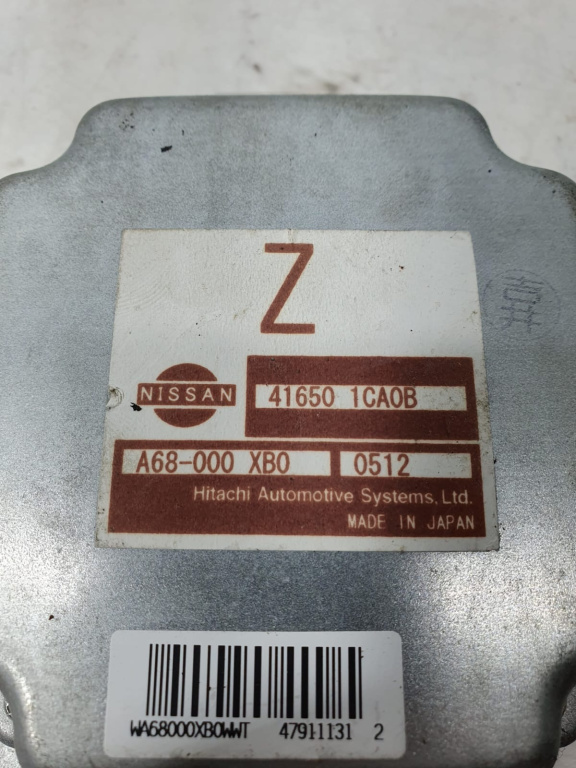 Z
NISSAN 41650 1CA0B
A68-000 XB0 0512
Hitachi Automotive Systems, Ltd.
MADE IN JAPAN
WA68000XB0WWT 47911131 2